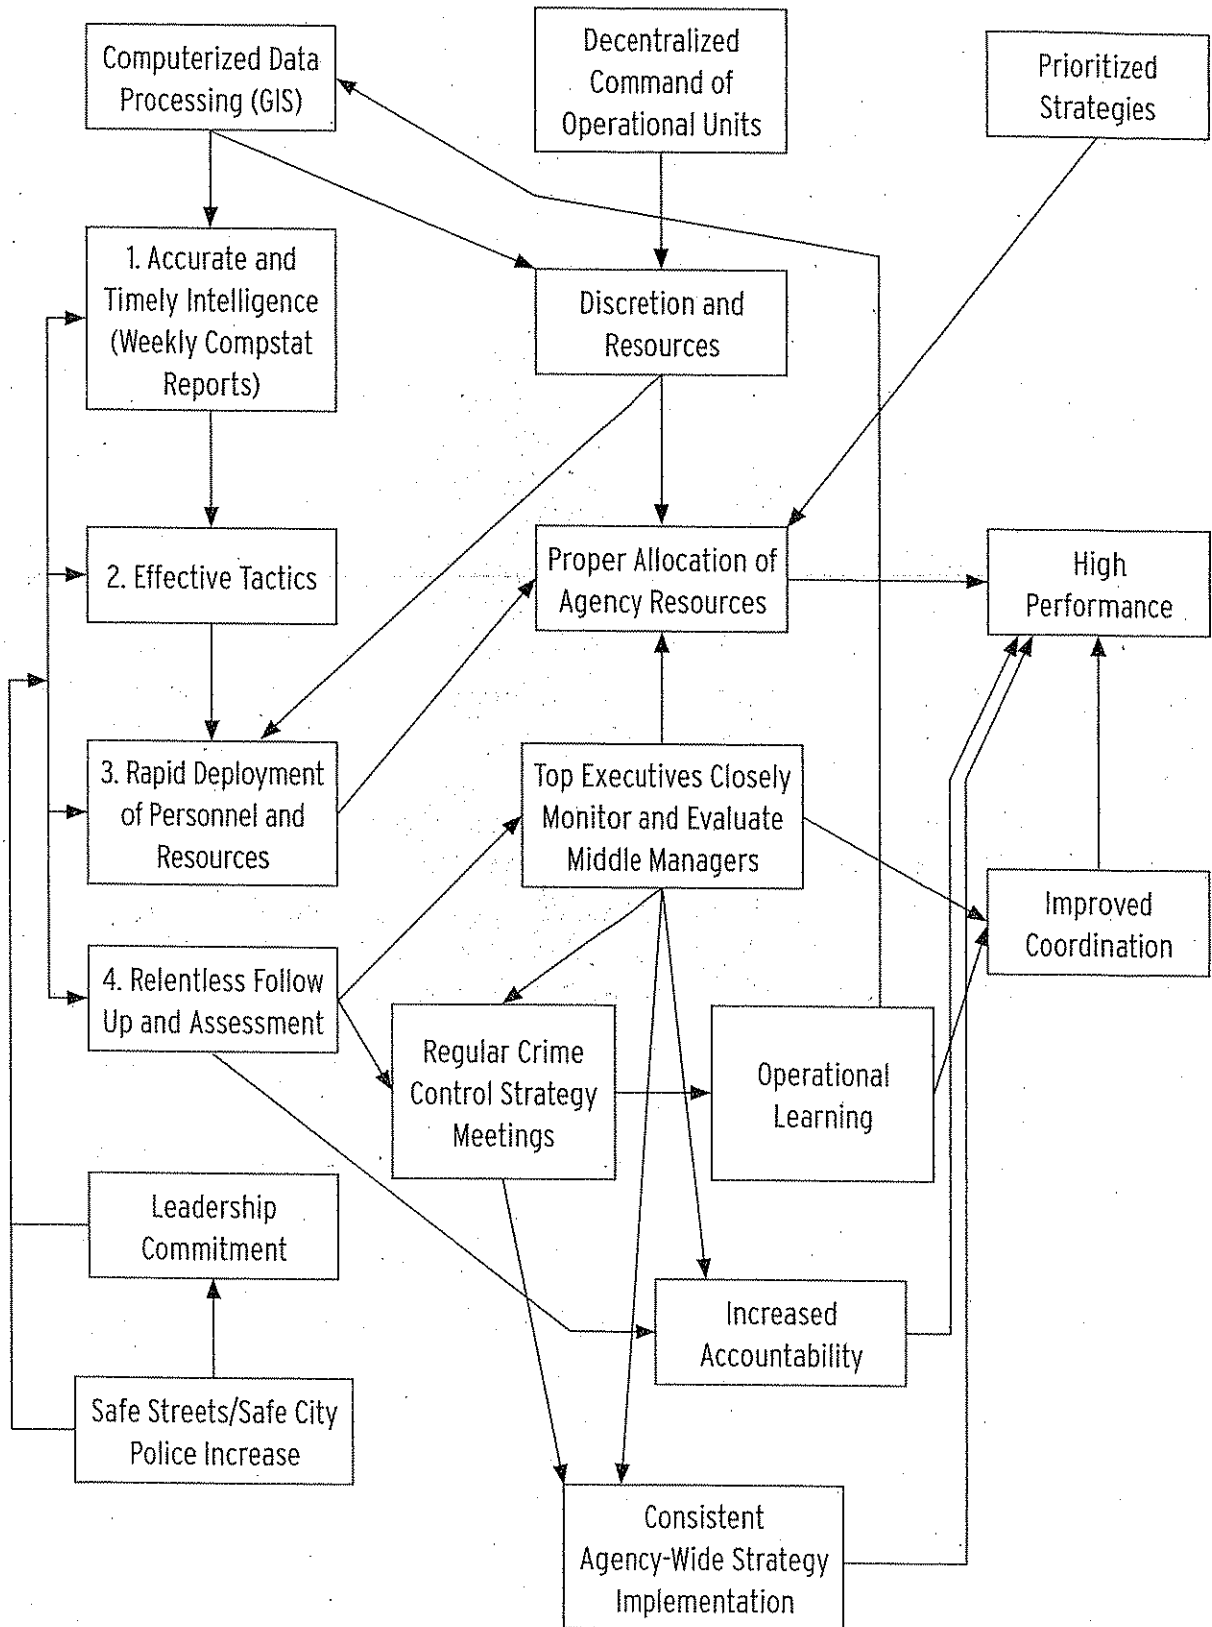 Computerized Data
Processing (GIS)
Decentralized
Command of
Operational Units
Prioritized
Strategies
1. Accurate and
Timely Intelligence
(Weekly Compstat
Reports)
Discretion and
Resources
2. Effective Tactics
Proper Allocation of
Agency Resources
High
Performance
3. Rapid Deployment
of Personnel and
Resources
Top Executives Closely
Monitor and Evaluate
Middle Managers
Improved
Coordination
4. Relentless Follow
Up and Assessment
Regular Crime
Control Strategy
Meetings
Operational
Learning
Leadership
Commitment
Increased
Accountability
Safe Streets/Safe City
Police Increase
Consistent
Agency-Wide Strategy
Implementation